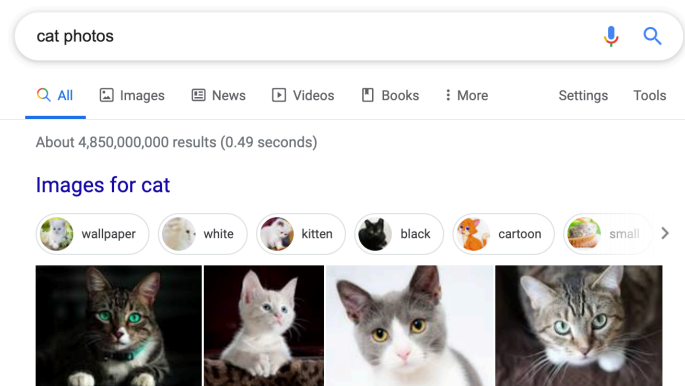 cat photos
All Images News Videos Books More Settings Tools
About 4,850,000,000 results (0.49 seconds)
Images for cat
wallpaper white kitten black cartoon small